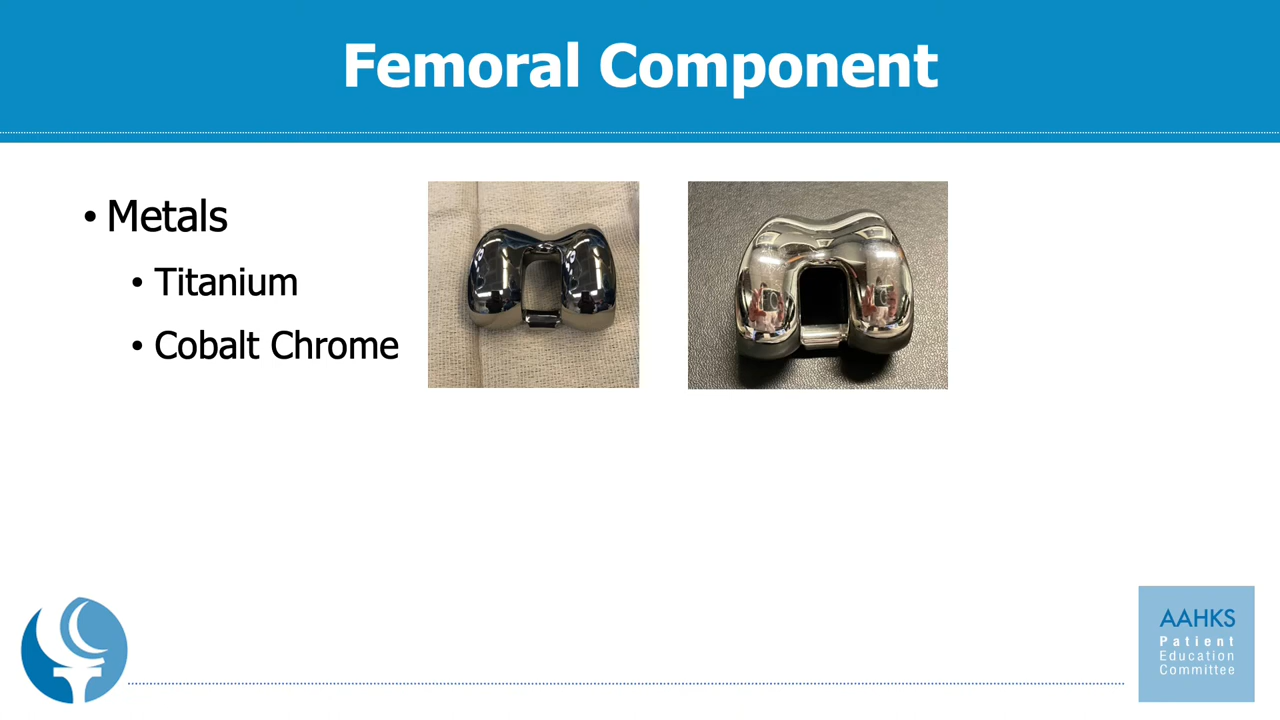 Femoral Component
• Metals
• Titanium
• Cobalt Chrome
AAHKS
Patient
Education
Committee